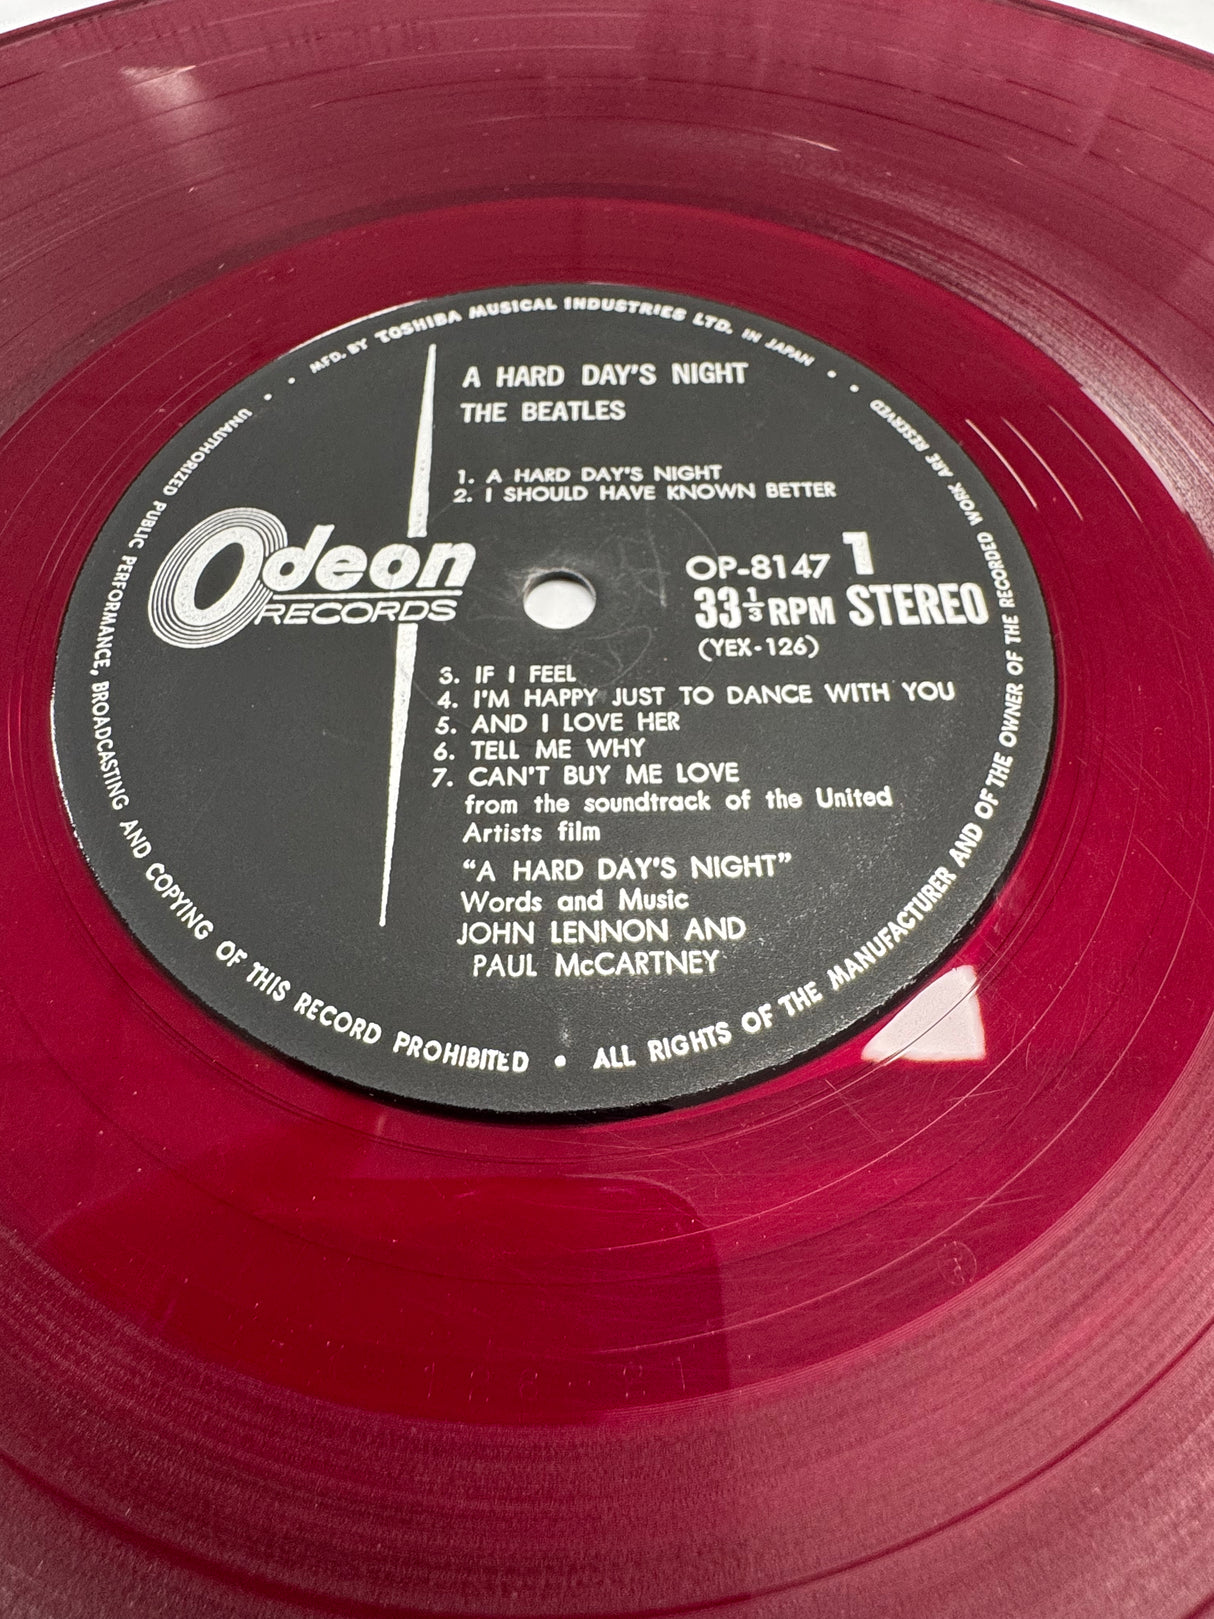 MFD. BY TOSHIBA MUSICAL INDUSTRIES LTD. IN JAPAN
A HARD DAY'S NIGHT
THE BEATLES
1. A HARD DAY'S NIGHT
2. I SHOULD HAVE KNOWN BETTER
Odeon
RECORDS
OP-8147 1
33 1/3 RPM STEREO
(YEX-126)
3. IF I FEEL
4. I'M HAPPY JUST TO DANCE WITH YOU
5. AND I LOVE HER
6. TELL ME WHY
7. CAN'T BUY ME LOVE
from the soundtrack of the United
Artists film
"A HARD DAY'S NIGHT"
Words and Music
JOHN LENNON AND
PAUL McCARTNEY
UNAUTHORIZED PUBLIC PERFORMANCE, BROADCASTING AND COPYING OF THIS RECORD PROHIBITED • ALL RIGHTS OF THE MANUFACTURER AND OF THE OWNER OF THE RECORDED WORK ARE RESERVED